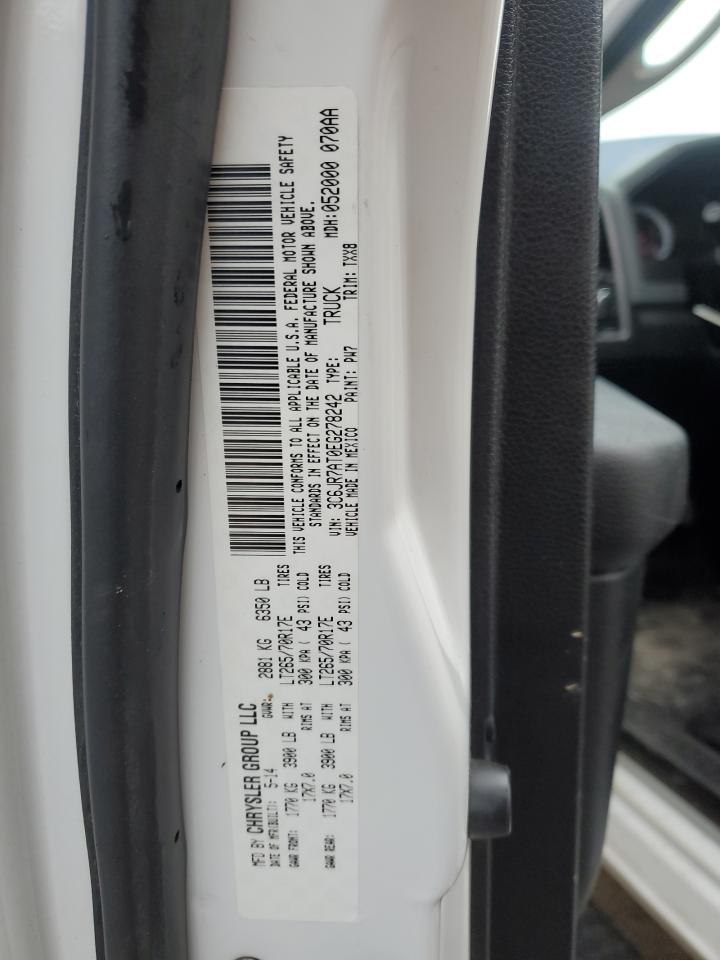 MFD BY CHRYSLER GROUP LLC
DATE OF MFR(BUILT): 5-14 GVWR: 2881 KG 6350 LB
GAWR FRONT: 1770 KG 3900 LB WITH LT265/70R17E TIRES
17X7.0 RIMS AT 300 KPA ( 43 PSI) COLD
GAWR REAR: 1770 KG 3900 LB WITH LT265/70R17E TIRES
17X7.0 RIMS AT 300 KPA ( 43 PSI) COLD
THIS VEHICLE CONFORMS TO ALL APPLICABLE U.S.A. FEDERAL MOTOR VEHICLE SAFETY
STANDARDS IN EFFECT ON THE DATE OF MANUFACTURE SHOWN ABOVE.
VIN: 3C6JR7AT0EG278242 TYPE: TRUCK MDH:052000 070AA
VEHICLE MADE IN MEXICO PAINT: PW7 TRIM: TXX8